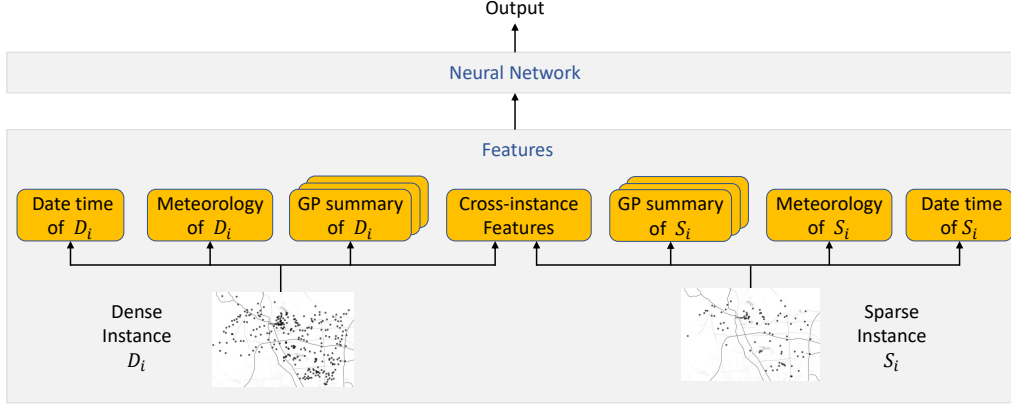 Output
Neural Network
Features
Date time
of D_i
Meteorology
of D_i
GP summary
of D_i
Cross-instance
Features
GP summary
of S_i
Meteorology
of S_i
Date time
of S_i
Dense
Instance
D_i
Sparse
Instance
S_i